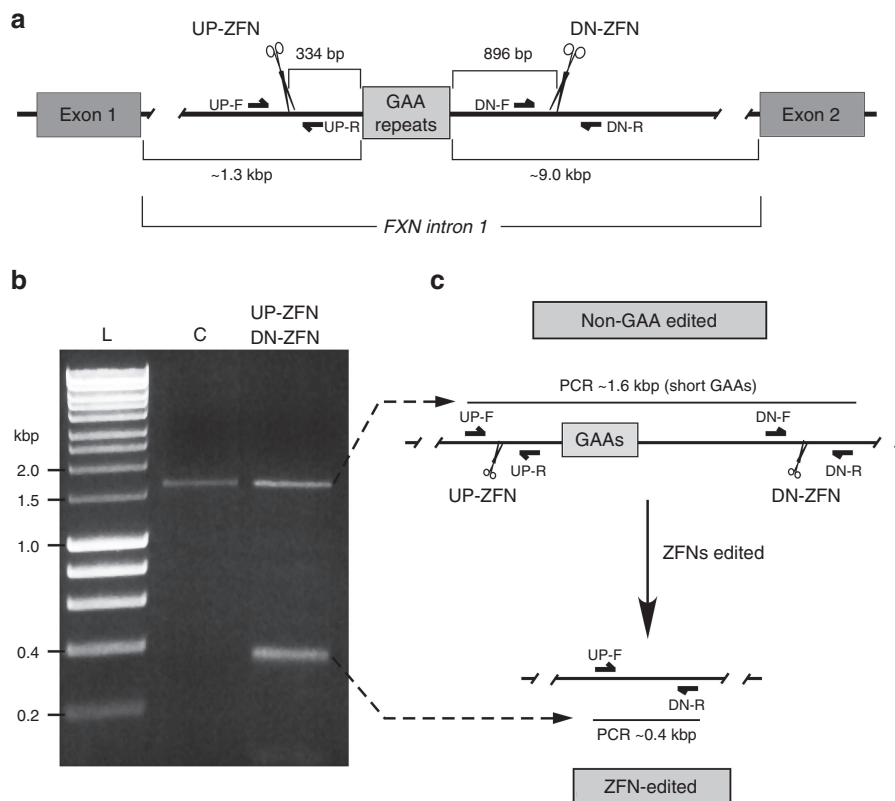 a
UP-ZFN
DN-ZFN
334 bp
896 bp
Exon 1
UP-F
UP-R
GAA
repeats
DN-F
DN-R
Exon 2
~1.3 kbp
~9.0 kbp
FXN intron 1
b
L
C
UP-ZFN
DN-ZFN
kbp
2.0
1.5
1.0
0.4
0.2
c
Non-GAA edited
PCR ~1.6 kbp (short GAAs)
UP-F
UP-R
GAAs
DN-F
DN-R
UP-ZFN
DN-ZFN
ZFNs edited
UP-F
DN-R
PCR ~0.4 kbp
ZFN-edited